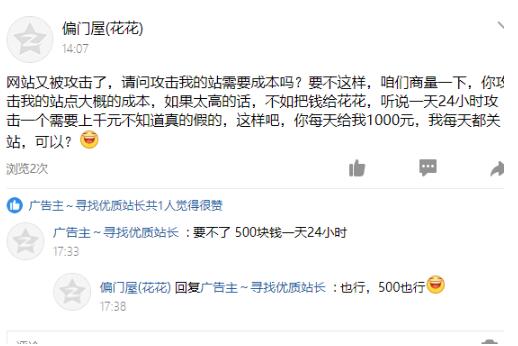 偏门屋(花花)
14:07
网站又被攻击了，请问攻击我的站需要成本吗？要不这样，咱们商量一下，你攻
击我的站点大概的成本，如果太高的话，不如把钱给花花，听说一天24小时攻
击一个需要上千元不知道真的假的，这样吧，你每天给我1000元，我每天都关
站，可以？
浏览2次
广告主～寻找优质站长共1人觉得很赞
广告主～寻找优质站长 ：要不了 500块钱一天24小时
17:33
偏门屋(花花) 回复广告主～寻找优质站长 ：也行，500也行
17:38